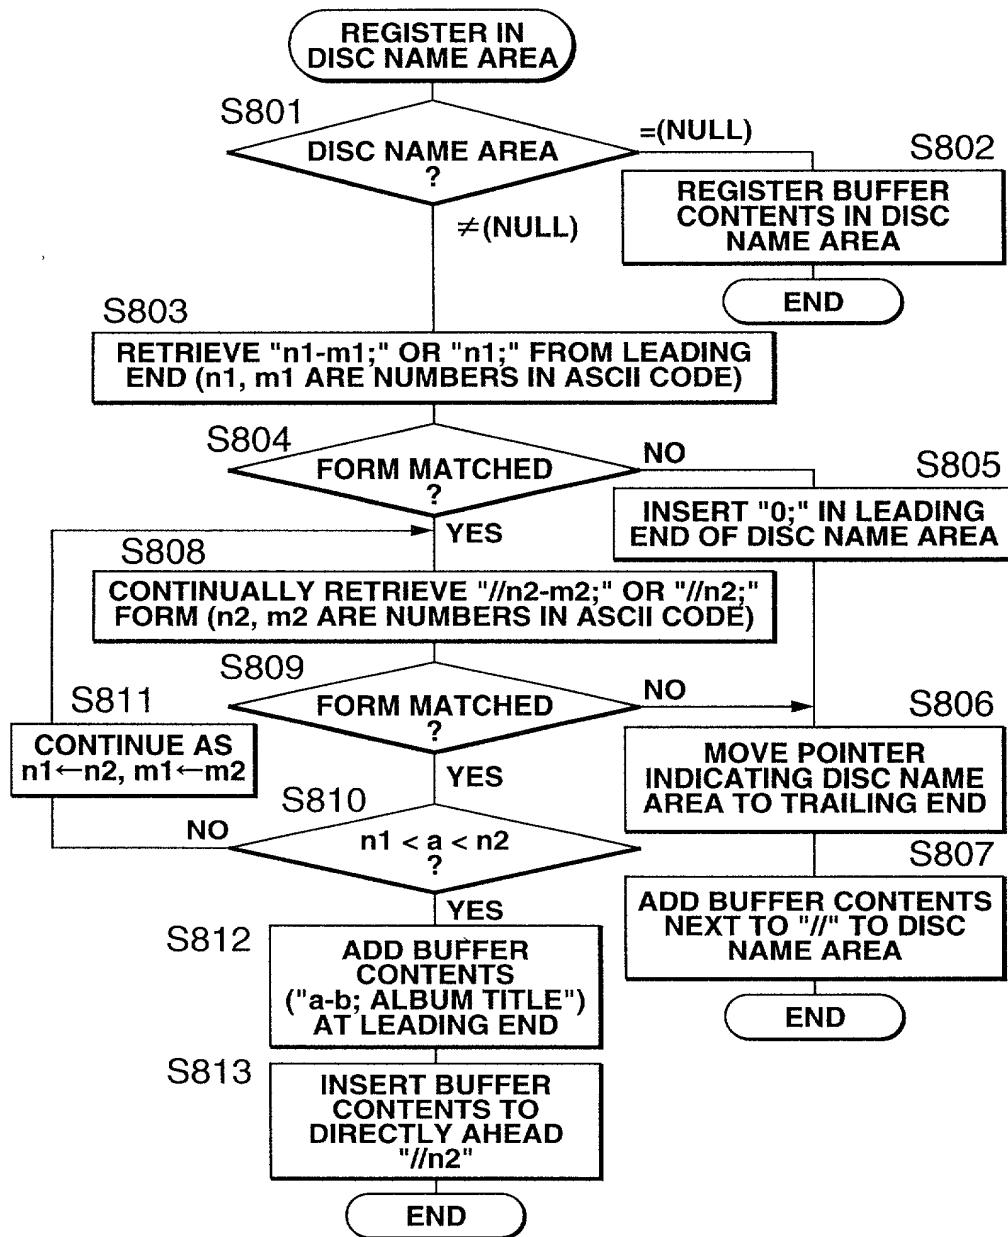 REGISTER IN
DISC NAME AREA
S801
DISC NAME AREA
?
=(NULL)
S802
REGISTER BUFFER
CONTENTS IN DISC
NAME AREA
≠(NULL)
END
S803
RETRIEVE "n1-m1;" OR "n1;" FROM LEADING
END (n1, m1 ARE NUMBERS IN ASCII CODE)
S804
FORM MATCHED
?
NO
S805
INSERT "0;" IN LEADING
END OF DISC NAME AREA
YES
S808
CONTINUALLY RETRIEVE "//n2-m2;" OR "//n2;"
FORM (n2, m2 ARE NUMBERS IN ASCII CODE)
S809
FORM MATCHED
?
NO
S811
CONTINUE AS
n1←n2, m1←m2
S806
MOVE POINTER
INDICATING DISC NAME
AREA TO TRAILING END
YES
S810
NO
n1 < a < n2
?
S807
ADD BUFFER CONTENTS
NEXT TO "//" TO DISC
NAME AREA
END
YES
S812
ADD BUFFER
CONTENTS
("a-b; ALBUM TITLE")
AT LEADING END
S813
INSERT BUFFER
CONTENTS TO
DIRECTLY AHEAD
"//n2"
END